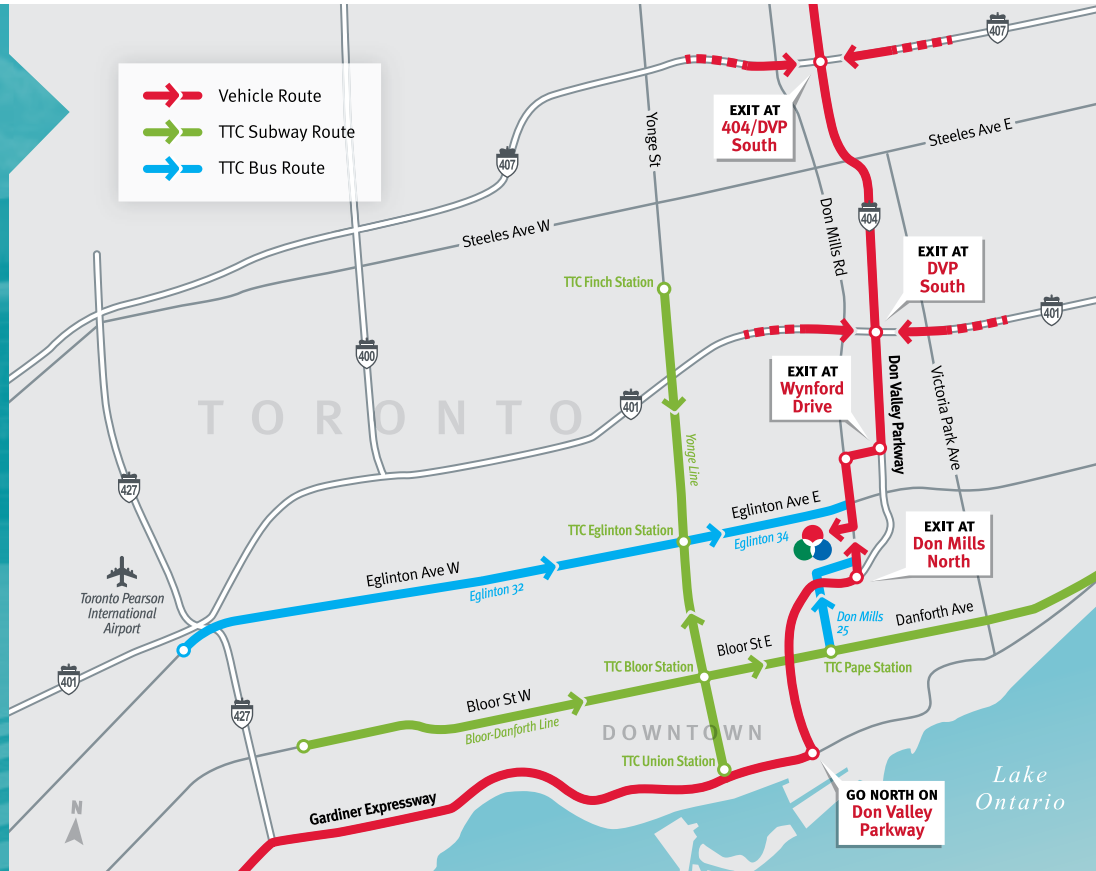 407
EXIT AT
404/DVP
South
Vehicle Route
TTC Subway Route
TTC Bus Route
Yonge St
Steeles Ave E
407
Don Mills Rd
404
Steeles Ave W
EXIT AT
DVP
South
TTC Finch Station
401
400
EXIT AT
Wynford
Drive
Don Valley Parkway
Victoria Park Ave
401
TORONTO
Yonge Line
427
Eglinton Ave E
TTC Eglinton Station
Eglinton 34
EXIT AT
Don Mills
North
Eglinton Ave W
Eglinton 32
Toronto Pearson
International
Airport
Don Mills
25
Danforth Ave
Bloor St E
TTC Bloor Station
TTC Pape Station
401
427
Bloor St W
Bloor-Danforth Line
DOWNTOWN
TTC Union Station
Lake
Ontario
GO NORTH ON
Don Valley
Parkway
Gardiner Expressway
N